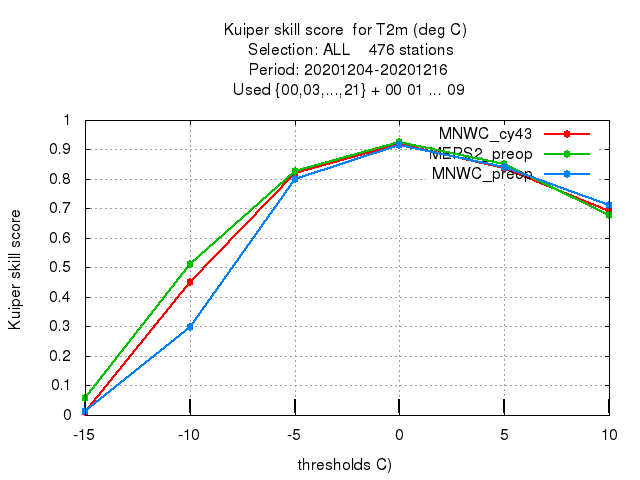 Kuiper skill score  for T2m (deg C)
Selection: ALL    476 stations
Period: 20201204-20201216
Used {00,03,...,21} + 00 01 ... 09
MNWC_cy43
MEPS2_preop
MNWC_preop
1
0.9
0.8
0.7
0.6
0.5
0.4
0.3
0.2
0.1
0
Kuiper skill score
-15 -10 -5 0 5 10
thresholds C)